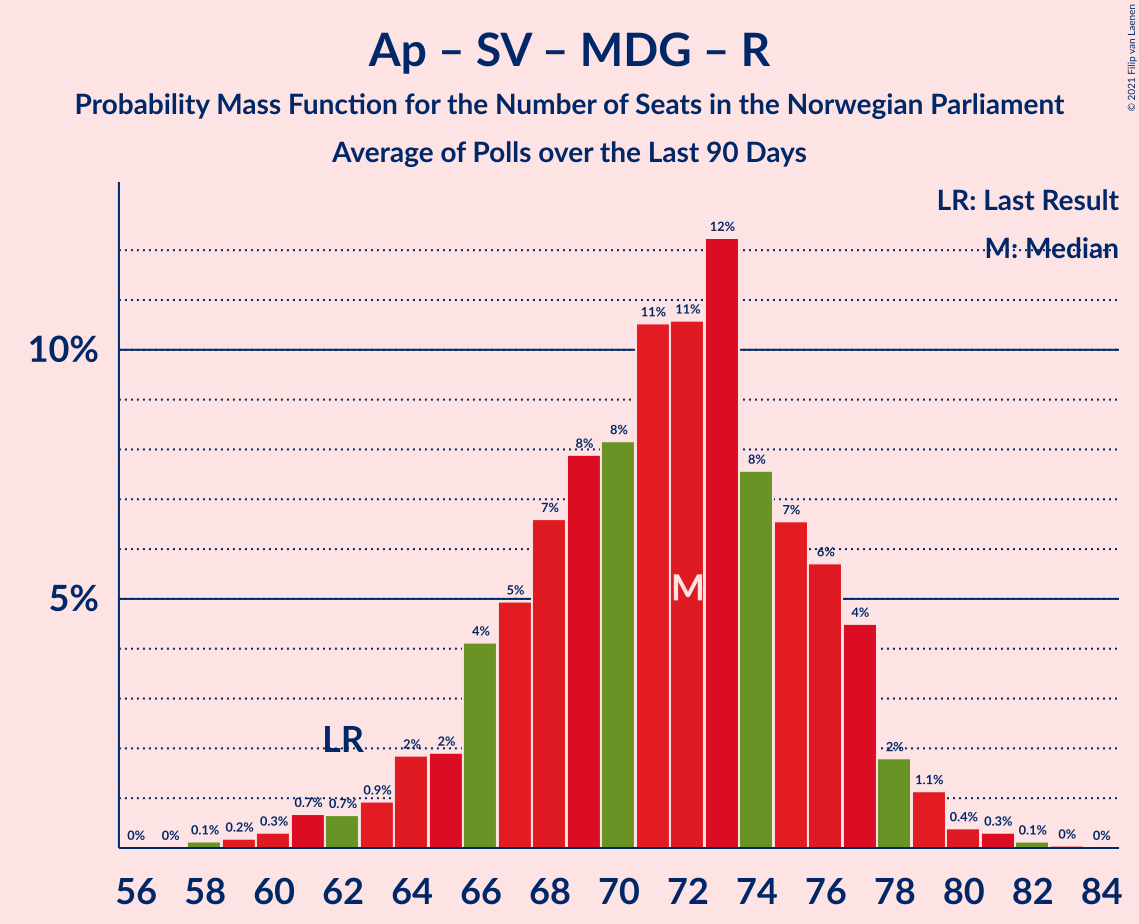 Ap – SV – MDG – R
Probability Mass Function for the Number of Seats in the Norwegian Parliament
Average of Polls over the Last 90 Days
© 2021 Filip van Laenen
LR: Last Result
M: Median
10%
5%
0% 0% 0.1% 0.2% 0.3% 0.7% 0.7% 0.9% 2% 2% 4% 5% 7% 8% 8% 11% 11% 12% 8% 7% 6% 4% 2% 1.1% 0.4% 0.3% 0.1% 0% 0%
LR
M
56 58 60 62 64 66 68 70 72 74 76 78 80 82 84